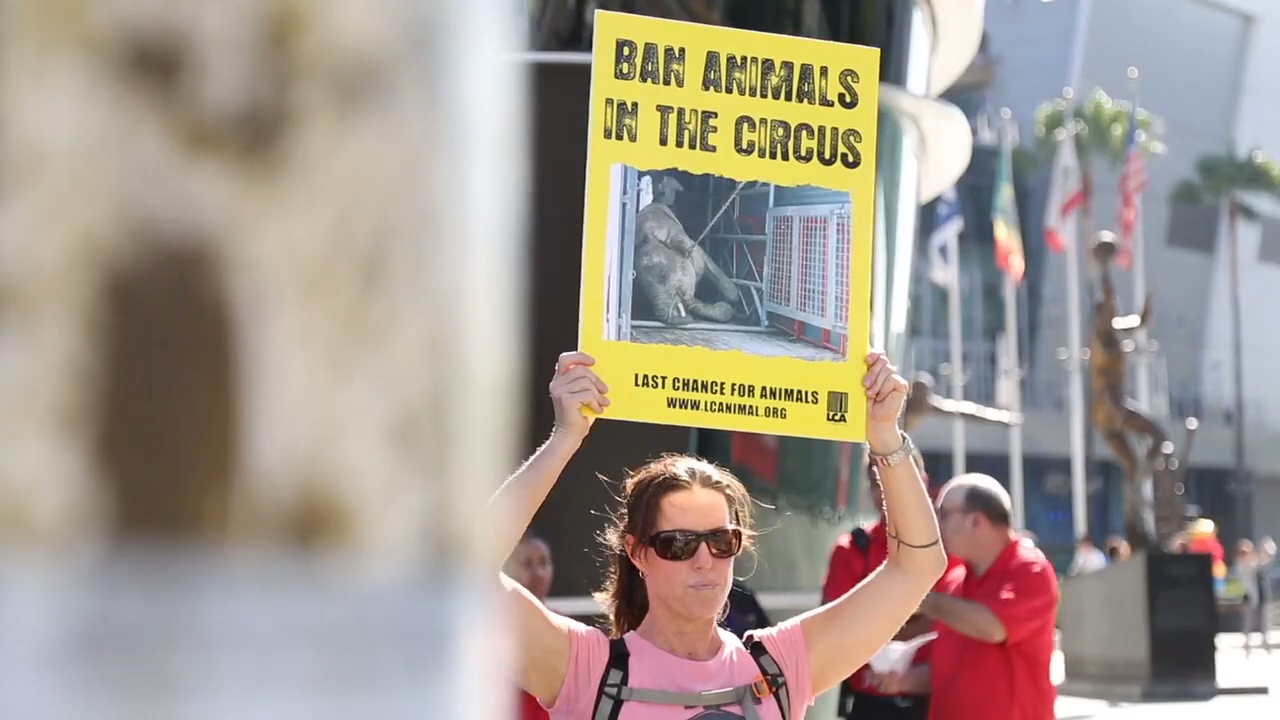 BAN ANIMALS
IN THE CIRCUS
LAST CHANCE FOR ANIMALS
WWW.LCANIMAL.ORG
LCA